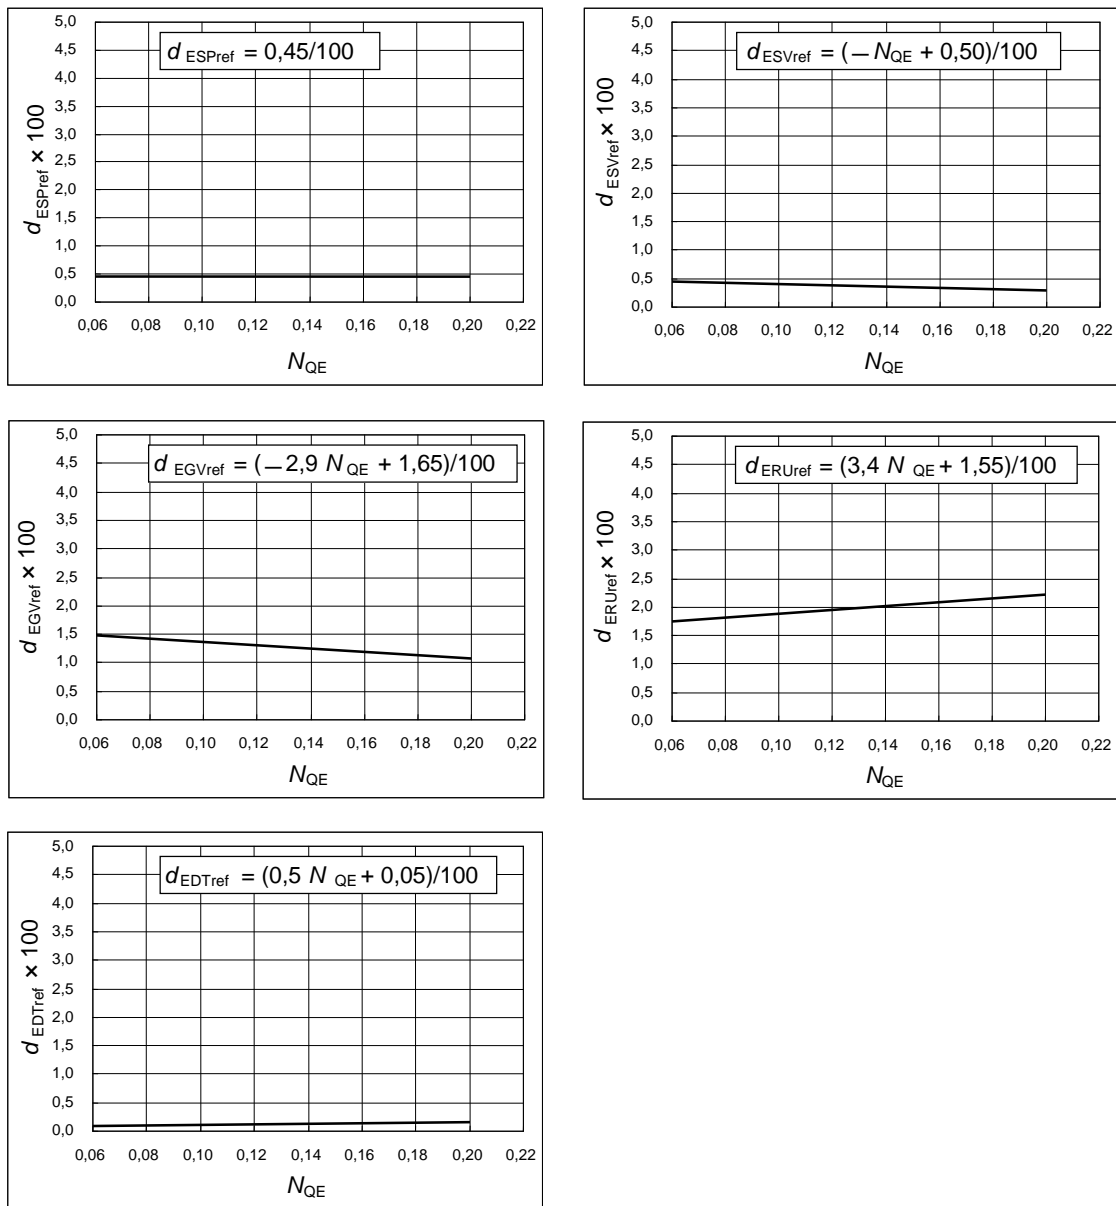 d ESPref = 0,45/100
d ESPref × 100
5,0
4,5
4,0
3,5
3,0
2,5
2,0
1,5
1,0
0,5
0,0
0,06 0,08 0,10 0,12 0,14 0,16 0,18 0,20 0,22
N QE
d ESVref = (— N QE + 0,50)/100
d ESVref × 100
5,0
4,5
4,0
3,5
3,0
2,5
2,0
1,5
1,0
0,5
0,0
0,06 0,08 0,10 0,12 0,14 0,16 0,18 0,20 0,22
N QE
d EGVref = (—2,9 N QE + 1,65)/100
d EGVref × 100
5,0
4,5
4,0
3,5
3,0
2,5
2,0
1,5
1,0
0,5
0,0
0,06 0,08 0,10 0,12 0,14 0,16 0,18 0,20 0,22
N QE
d ERUref = (3,4 N QE + 1,55)/100
d ERUref × 100
5,0
4,5
4,0
3,5
3,0
2,5
2,0
1,5
1,0
0,5
0,0
0,06 0,08 0,10 0,12 0,14 0,16 0,18 0,20 0,22
N QE
d EDTref = (0,5 N QE + 0,05)/100
d EDTref × 100
5,0
4,5
4,0
3,5
3,0
2,5
2,0
1,5
1,0
0,5
0,0
0,06 0,08 0,10 0,12 0,14 0,16 0,18 0,20 0,22
N QE